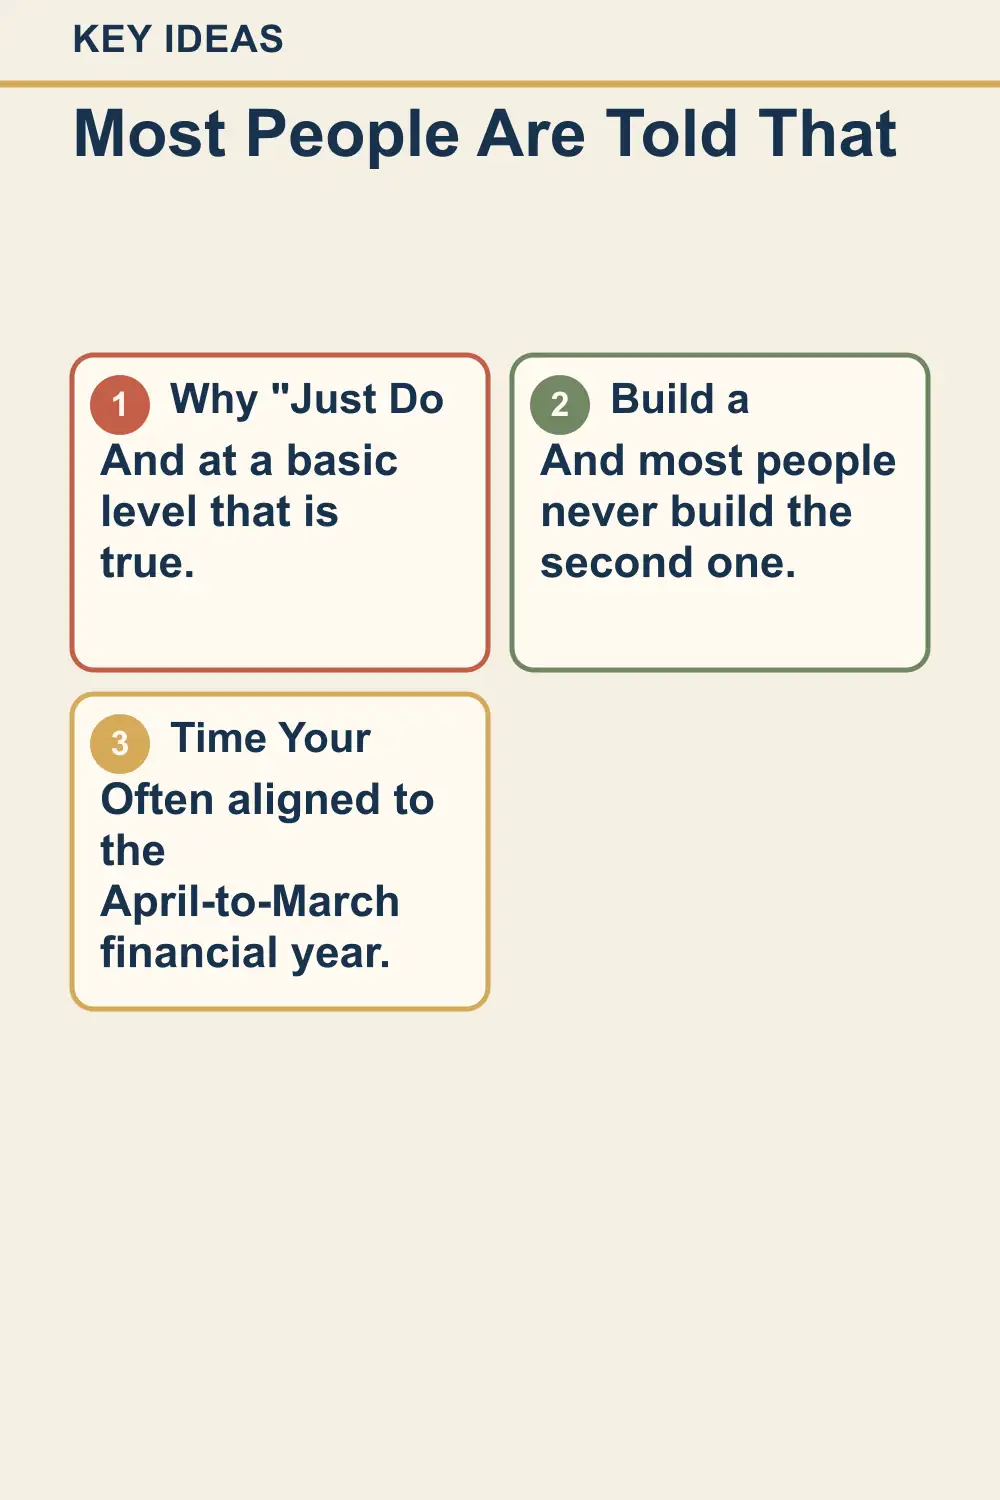 KEY IDEAS
Most People Are Told That
1 Why "Just Do
And at a basic
level that is
true.
2 Build a
And most people
never build the
second one.
3 Time Your
Often aligned to
the
April-to-March
financial year.